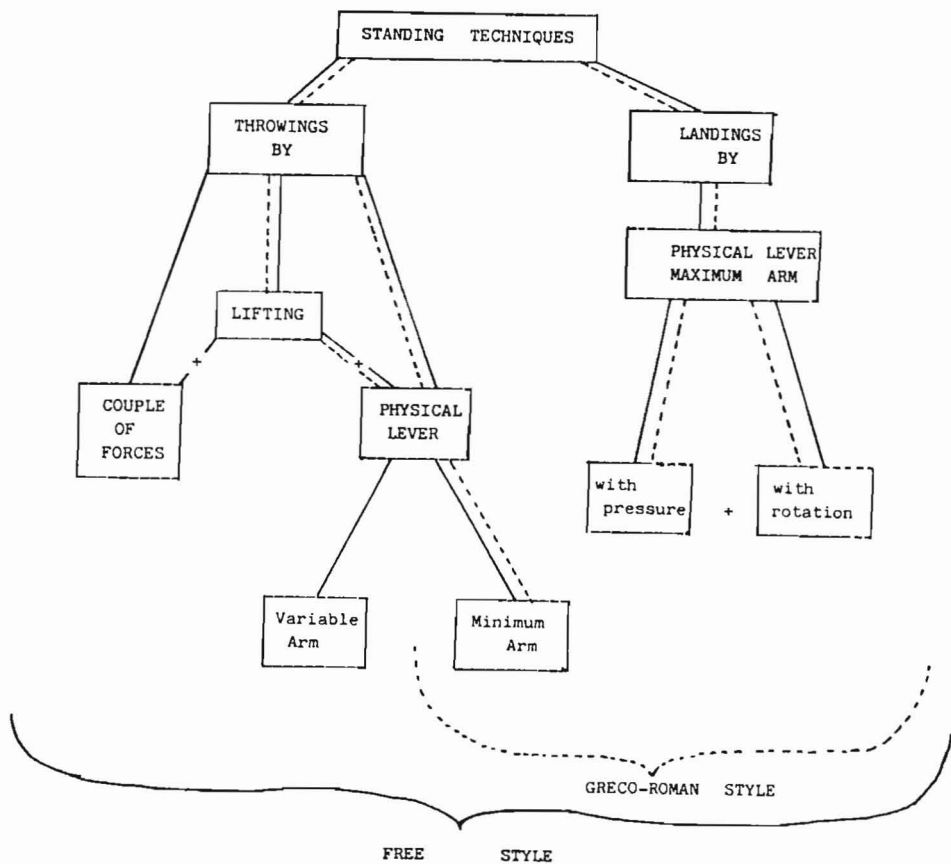 STANDING TECHNIQUES
THROWINGS
BY
LANDINGS
BY
PHYSICAL LEVER
MAXIMUM ARM
LIFTING
+
+
COUPLE
OF
FORCES
PHYSICAL
LEVER
with
pressure
+
with
rotation
Variable
Arm
Minimum
Arm
GRECO-ROMAN STYLE
FREE STYLE